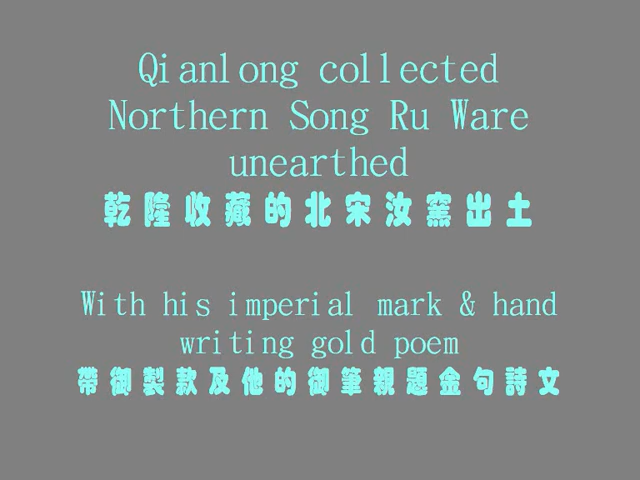 Qianlong collected
Northern Song Ru Ware
unearthed
乾隆收藏的北宋汝窯出土
With his imperial mark & hand
writing gold poem
帶御製款及他的御筆親題金句詩文